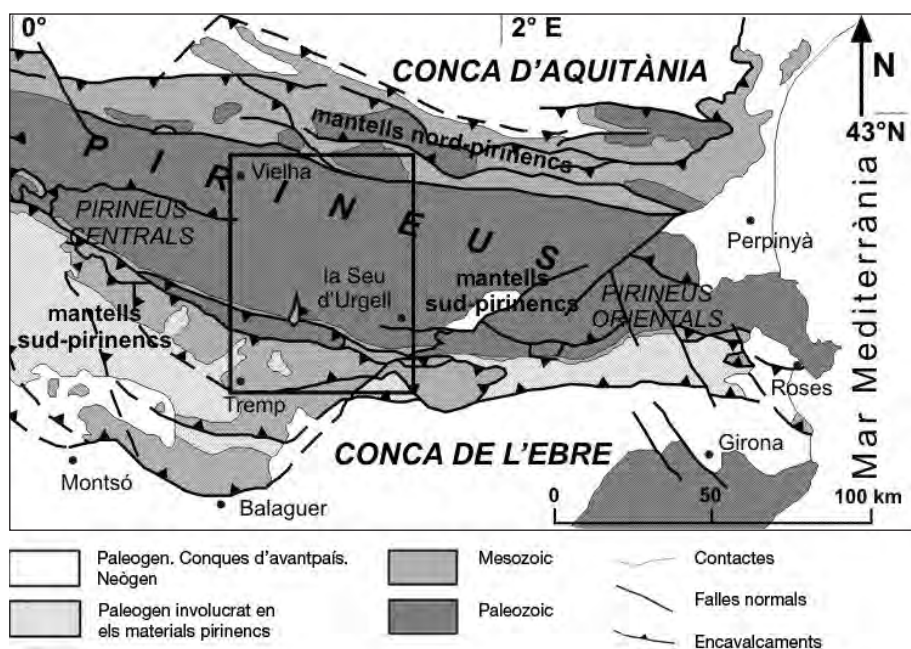 0°
2° E
CONCA D'AQUITÀNIA
N
43°N
mantells nord-pirinencs
PIRINEUS
Vielha
PIRINEUS
CENTRALS
Perpinyà
la Seu
d'Urgell
mantells
sud-pirinencs
PIRINEUS
ORIENTALS
mantells
sud-pirinencs
Mar Mediterrània
Roses
Tremp
CONCA DE L'EBRE
Girona
Montsó
Balaguer
0 50 100 km
Paleogen. Conques d'avantpaís.
Neògen
Mesozoic
Contactes
Paleogen involucrat en
els materials pirinencs
Paleozoic
Falles normals
Encavalcaments